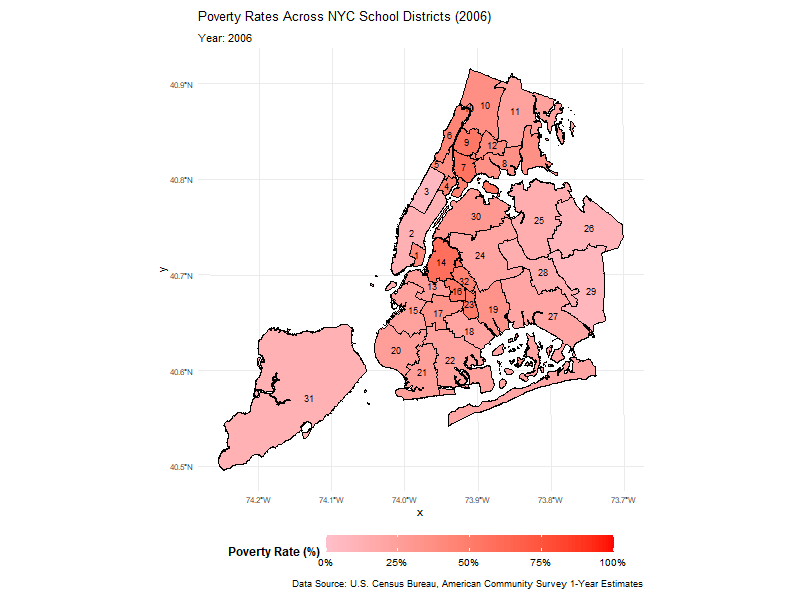 Poverty Rates Across NYC School Districts (2006)
Year: 2006
40.9°N
40.8°N
40.7°N
40.6°N
40.5°N
y
10
11
6
9
12
5
7
8
4
3
30
25
2
26
1
14
24
28
13
32
16
29
15
17
23
19
27
18
20
21
22
31
74.2°W 74.1°W 74.0°W 73.9°W 73.8°W 73.7°W
x
Poverty Rate (%)
0% 25% 50% 75% 100%
Data Source: U.S. Census Bureau, American Community Survey 1-Year Estimates